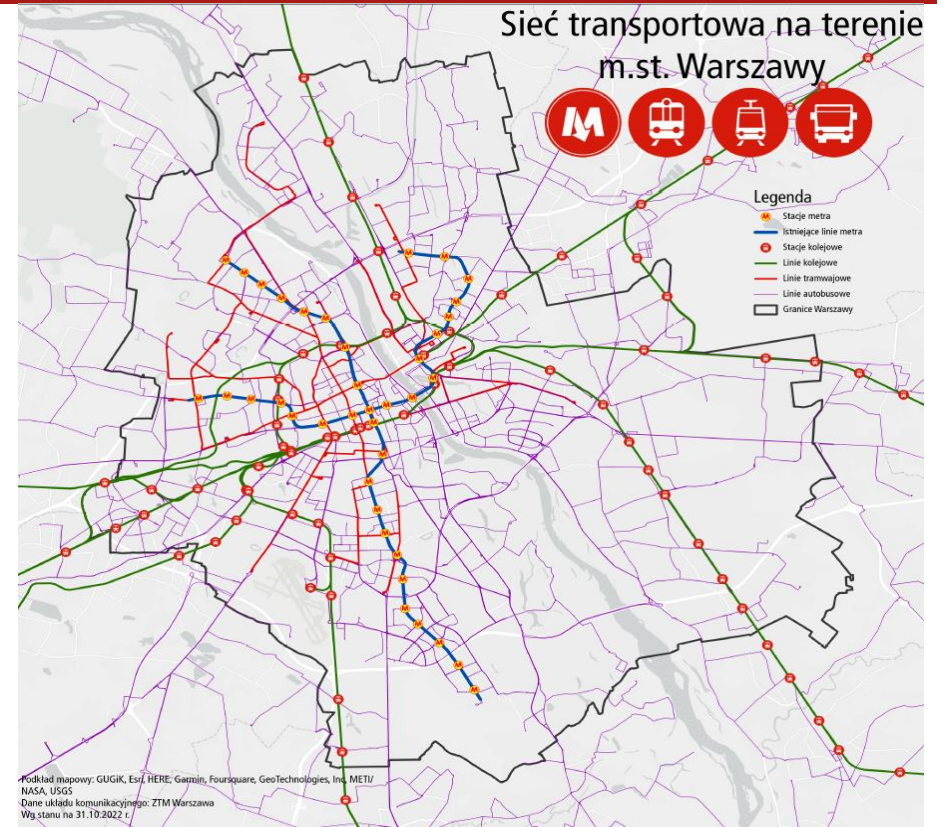 Sieć transportowa na terenie
m.st. Warszawy
M
Legenda
M Stacje metra
Istniejące linie metra
Stacje kolejowe
Linie kolejowe
Linie tramwajowe
Linie autobusowe
Granice Warszawy
Podkład mapowy: GUGiK, Esri, HERE, Garmin, Foursquare, GeoTechnologies, Inc, METI/
NASA, USGS
Dane układu komunikacyjnego: ZTM Warszawa
Wg stanu na 31.10.2022 r.